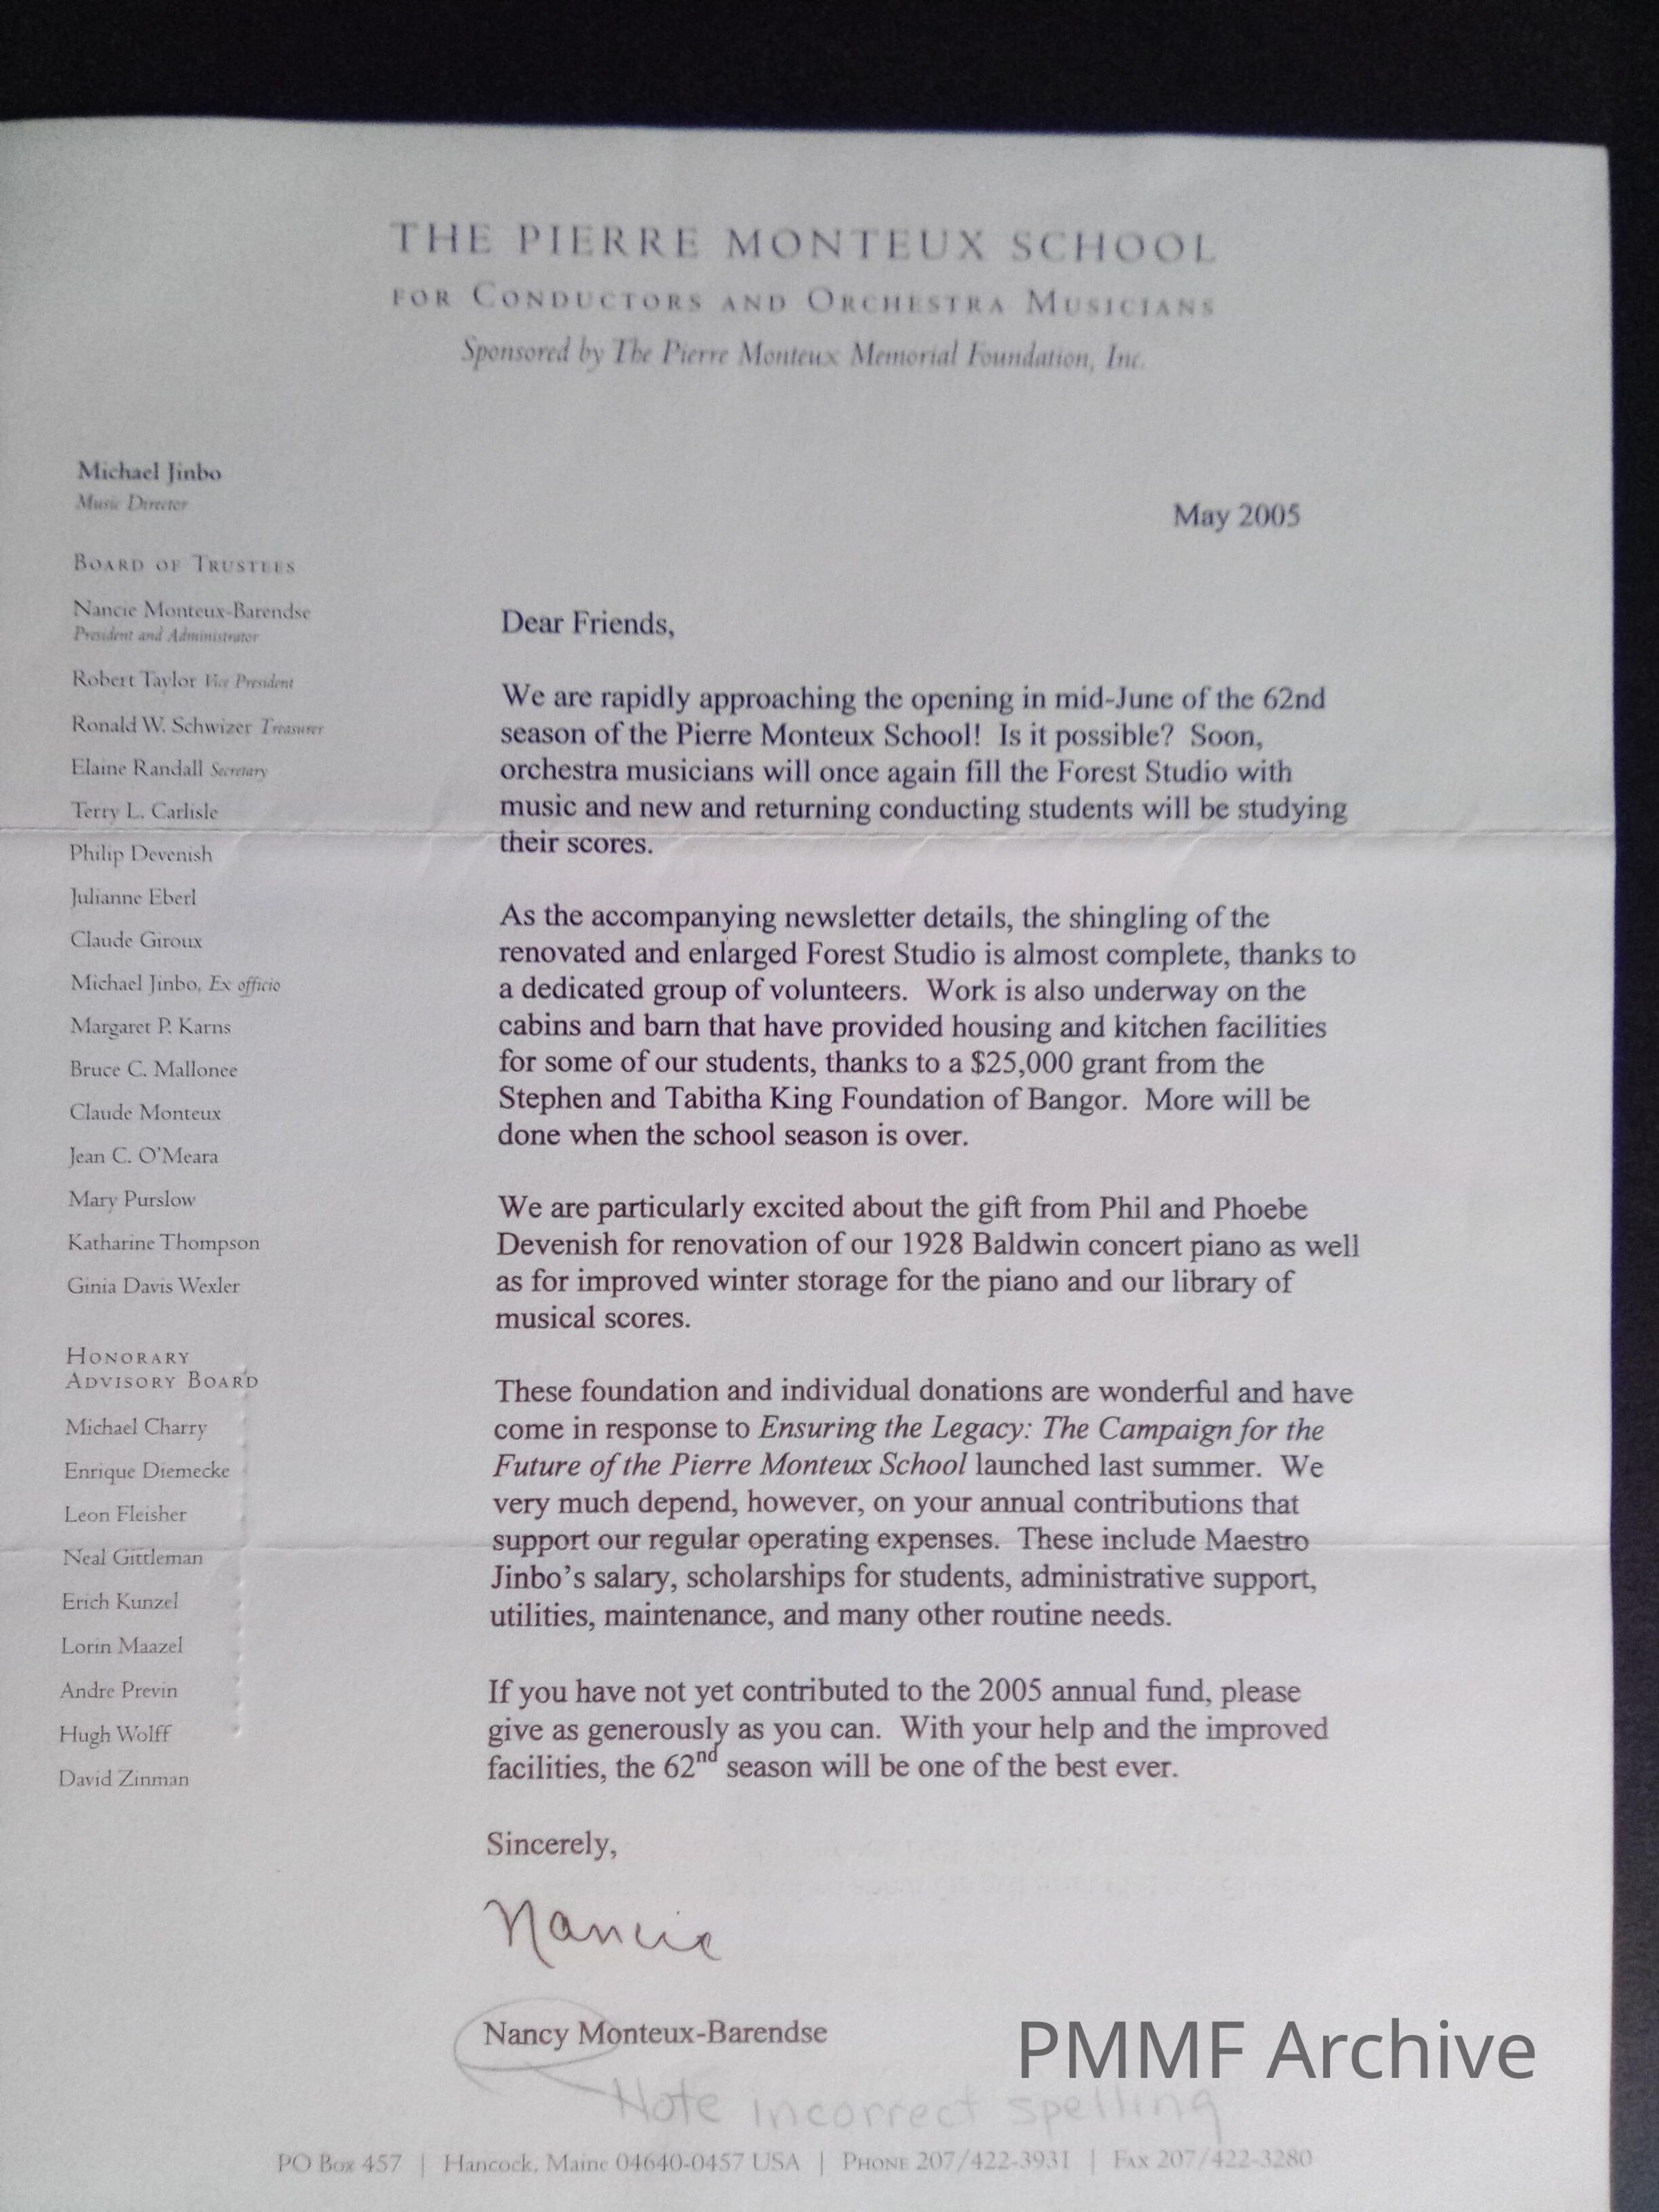 THE PIERRE MONTEUX SCHOOL
FOR CONDUCTORS AND ORCHESTRA MUSICIANS
Sponsored by The Pierre Monteux Memorial Foundation, Inc.
Michael Jinbo
Music Director
BOARD OF TRUSTEES
Nancie Monteux-Barendse
President and Administrator
Robert Taylor Vice President
Ronald W. Schwizer Treasurer
Elaine Randall Secretary
Terry L. Carlisle
Philip Devenish
Julianne Eberl
Claude Giroux
Michael Jinbo, Ex officio
Margaret P. Karns
Bruce C. Mallonee
Claude Monteux
Jean C. O'Meara
Mary Purslow
Katharine Thompson
Ginia Davis Wexler
HONORARY
ADVISORY BOARD
Michael Charry
Enrique Diemecke
Leon Fleisher
Neal Gittleman
Erich Kunzel
Lorin Maazel
Andre Previn
Hugh Wolff
David Zinman
May 2005
Dear Friends,
We are rapidly approaching the opening in mid-June of the 62nd
season of the Pierre Monteux School! Is it possible? Soon,
orchestra musicians will once again fill the Forest Studio with
music and new and returning conducting students will be studying
their scores.
As the accompanying newsletter details, the shingling of the
renovated and enlarged Forest Studio is almost complete, thanks to
a dedicated group of volunteers. Work is also underway on the
cabins and barn that have provided housing and kitchen facilities
for some of our students, thanks to a $25,000 grant from the
Stephen and Tabitha King Foundation of Bangor. More will be
done when the school season is over.
We are particularly excited about the gift from Phil and Phoebe
Devenish for renovation of our 1928 Baldwin concert piano as well
as for improved winter storage for the piano and our library of
musical scores.
These foundation and individual donations are wonderful and have
come in response to Ensuring the Legacy: The Campaign for the
Future of the Pierre Monteux School launched last summer. We
very much depend, however, on your annual contributions that
support our regular operating expenses. These include Maestro
Jinbo's salary, scholarships for students, administrative support,
utilities, maintenance, and many other routine needs.
If you have not yet contributed to the 2005 annual fund, please
give as generously as you can. With your help and the improved
facilities, the 62nd season will be one of the best ever.
Sincerely,
Nancie
Nancy Monteux-Barendse
PMMF Archive
Note incorrect spelling
PO Box 457 | Hancock, Maine 04640-0457 USA | PHONE 207/422-3931 | FAX 207/422-3280